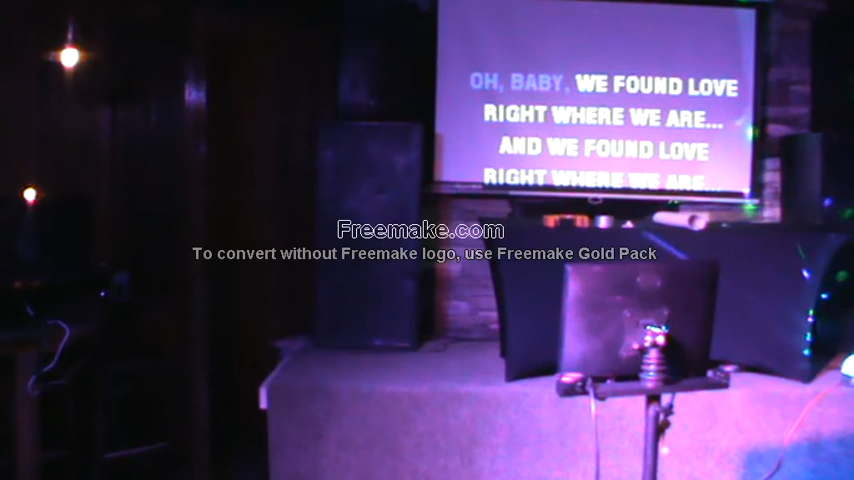 OH, BABY, WE FOUND LOVE
RIGHT WHERE WE ARE...
AND WE FOUND LOVE
RIGHT WHERE WE ARE...
Freemake.com
To convert without Freemake logo, use Freemake Gold Pack